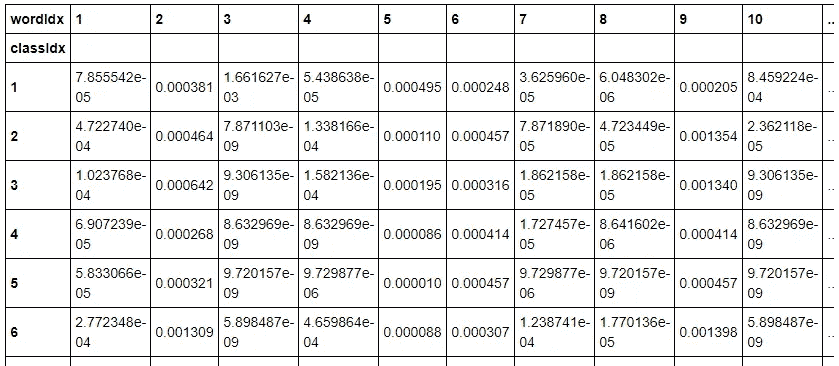 wordIdx 1 2 3 4 5 6 7 8 9 10 ..
classIdx
1 7.855542e-05 0.000381 1.661627e-03 5.438638e-05 0.000495 0.000248 3.625960e-05 6.048302e-06 0.000205 8.459224e-04 ..
2 4.722740e-04 0.000464 7.871103e-09 1.338166e-04 0.000110 0.000457 7.871890e-05 4.723449e-05 0.001354 2.362118e-05 ..
3 1.023768e-04 0.000642 9.306135e-09 1.582136e-04 0.000195 0.000316 1.862158e-05 1.862158e-05 0.001340 9.306135e-09 ..
4 6.907239e-05 0.000268 8.632969e-09 8.632969e-09 0.000086 0.000414 1.727457e-05 8.641602e-06 0.000414 8.632969e-09 ..
5 5.833066e-05 0.000321 9.720157e-09 9.729877e-06 0.000010 0.000457 9.729877e-06 9.720157e-09 0.000457 9.720157e-09 ..
6 2.772348e-04 0.001309 5.898487e-09 4.659864e-04 0.000088 0.000307 1.238741e-04 1.770136e-05 0.001398 5.898487e-09 ..